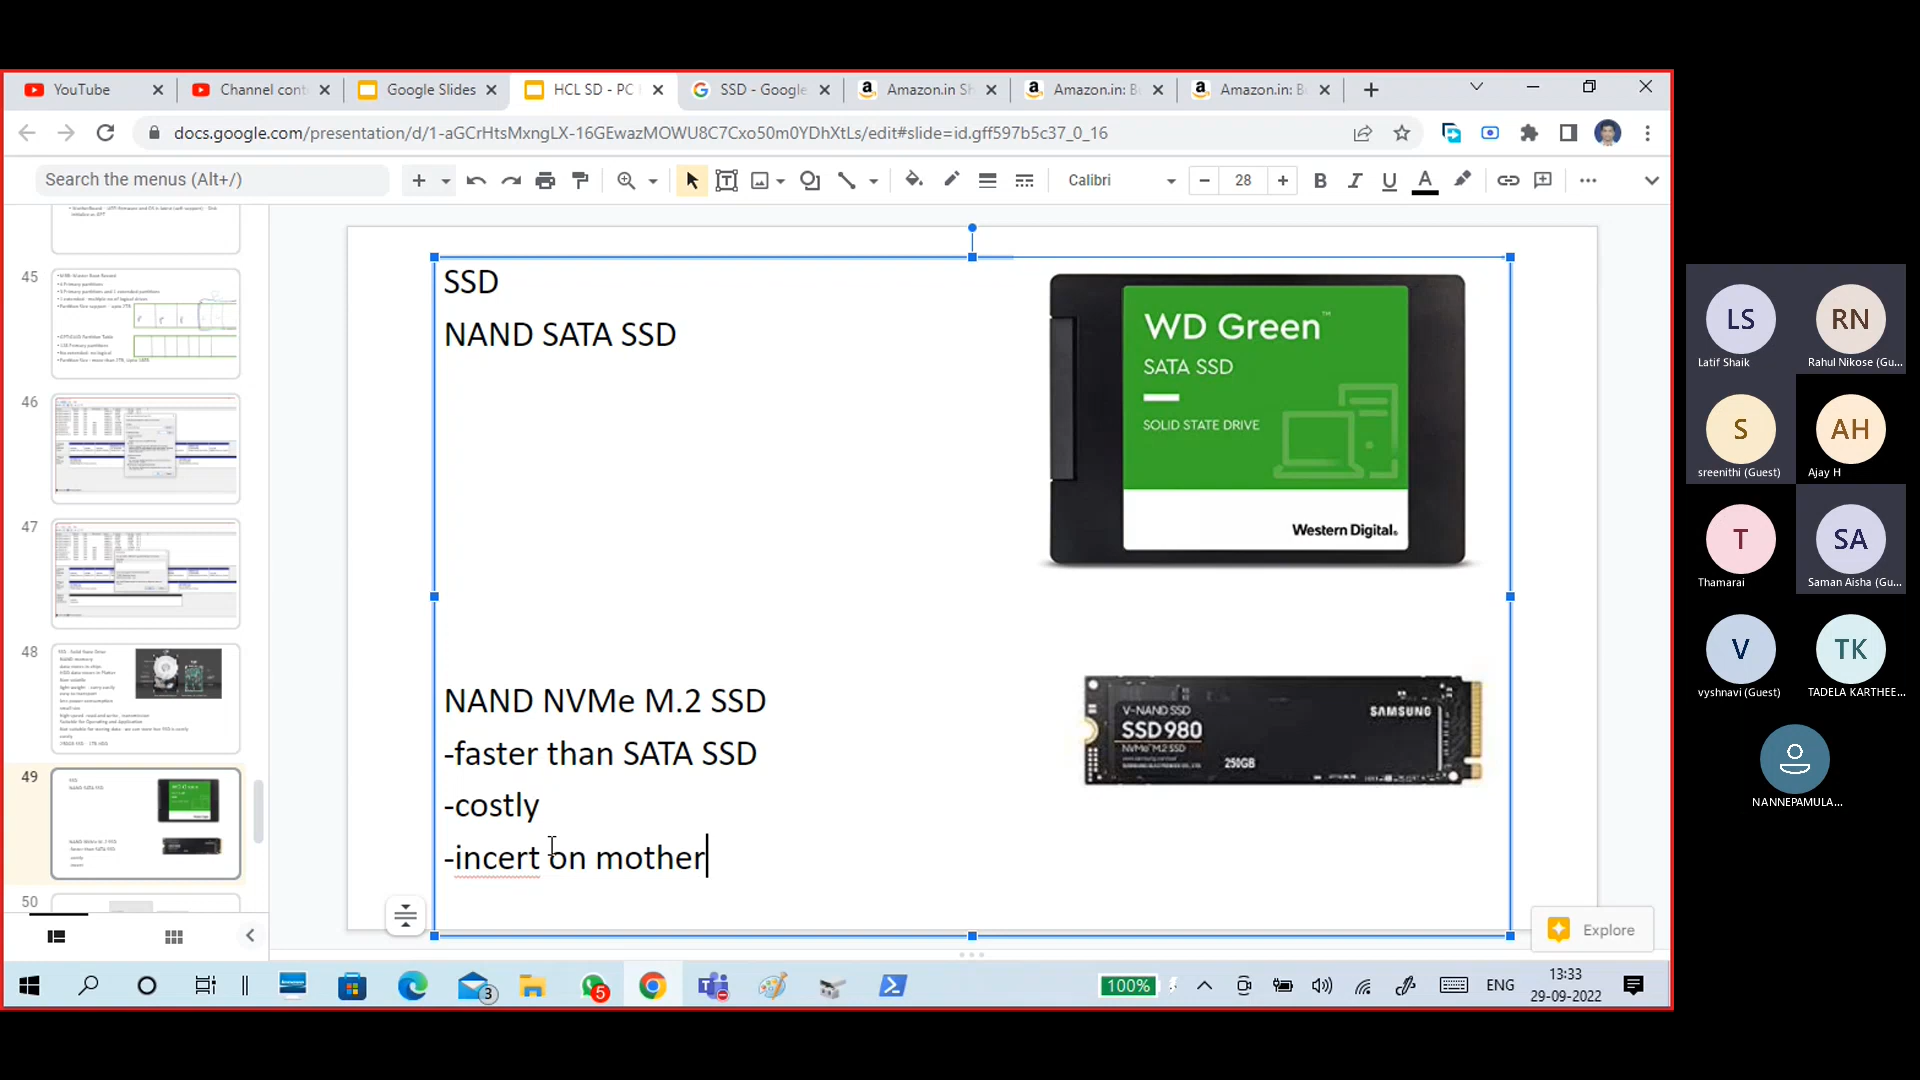 YouTube
Channel cont
Google Slides
HCL SD - PC
SSD - Google
Amazon.in Sh
Amazon.in: B
Amazon.in: B
docs.google.com/presentation/d/1-aGCrHtsMxngLX-16GEwazMOWU8C7Cxo50m0YDhXtLs/edit#slide=id.gff597b5c37_0_16
Search the menus (Alt+/)
Calibri
28
45
46
47
48
49
50
SSD
NAND SATA SSD
WD Green™
SATA SSD
SOLID STATE DRIVE
Western Digital.
NAND NVMe M.2 SSD
-faster than SATA SSD
-costly
-incert on mother
V-NAND SSD
SSD 980
NVMe M.2 SSD
250GB
SAMSUNG
Explore
LS
Latif Shaik
RN
Rahul Nikose (Gu...
S
sreenithi (Guest)
AH
Ajay H
T
Thamarai
SA
Saman Aisha (Gu...
V
vyshnavi (Guest)
TK
TADELA KARTHEE...
NANNEPAMULA...
3
5
100%
ENG
13:33
29-09-2022